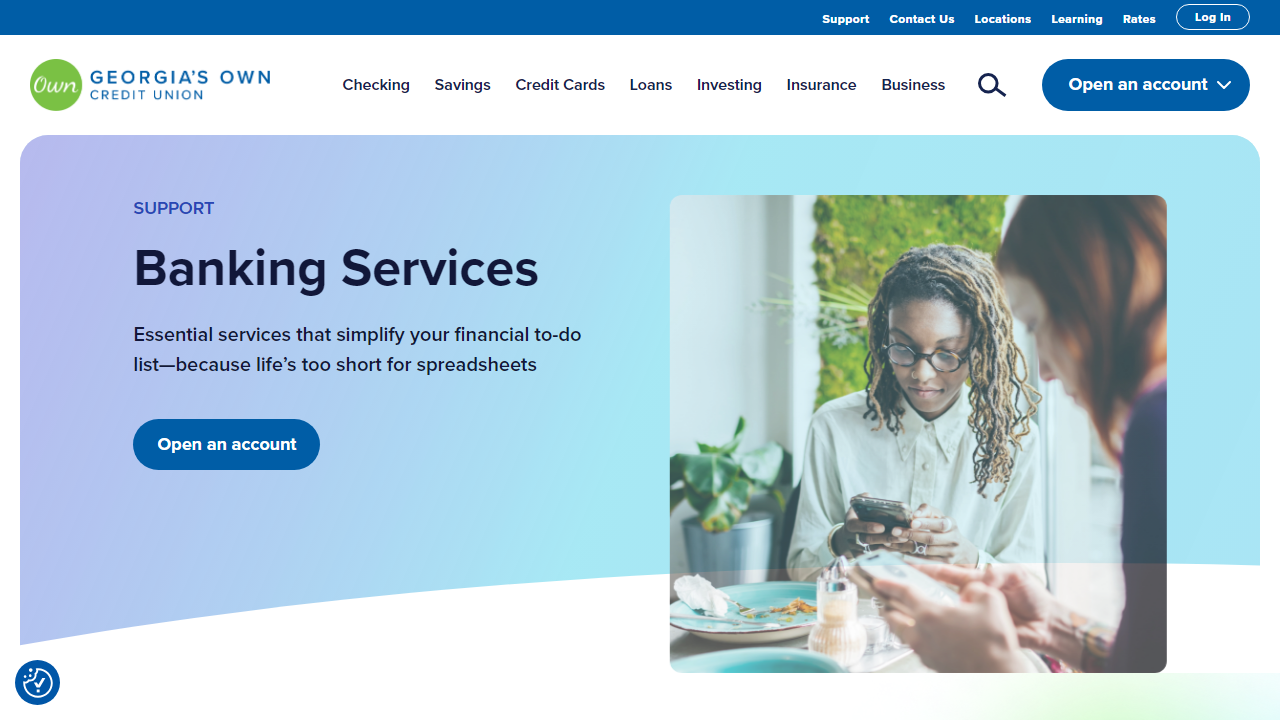 Support
Contact Us
Locations
Learning
Rates
Log In
Own
GEORGIA'S OWN
CREDIT UNION
Checking
Savings
Credit Cards
Loans
Investing
Insurance
Business
Open an account
SUPPORT
Banking Services
Essential services that simplify your financial to-do
list—because life's too short for spreadsheets
Open an account